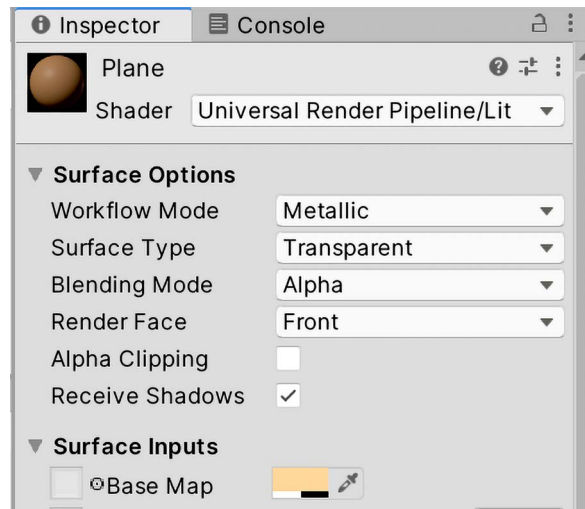 Inspector Console
Plane
Shader Universal Render Pipeline/Lit
Surface Options
Workflow Mode Metallic
Surface Type Transparent
Blending Mode Alpha
Render Face Front
Alpha Clipping
Receive Shadows
Surface Inputs
Base Map